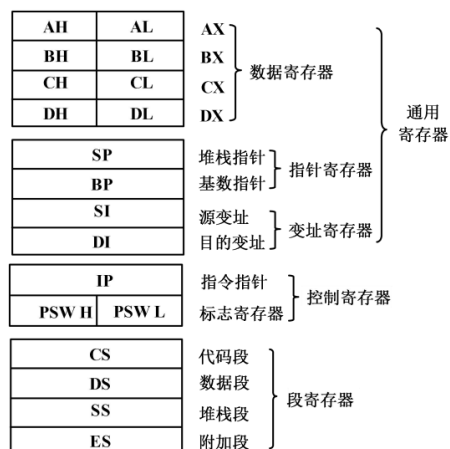 AH AL AX
BH BL BX
CH CL CX
DH DL DX
数据寄存器
通用
寄存器
SP 堆栈指针
BP 基数指针
指针寄存器
SI 源变址
DI 目的变址
变址寄存器
IP 指令指针
PSW H PSW L 标志寄存器
控制寄存器
CS 代码段
DS 数据段
SS 堆栈段
ES 附加段
段寄存器